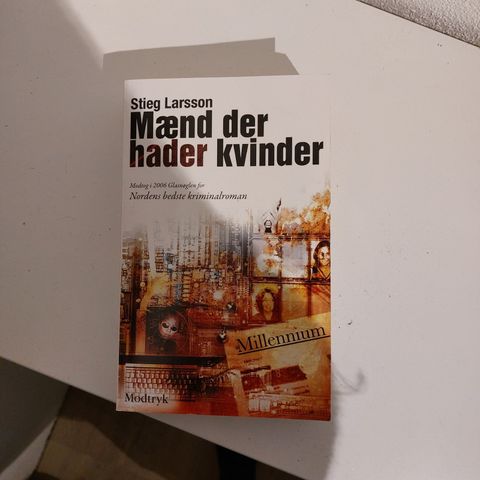 Stieg Larsson
Mænd der
hader kvinder
Modtog i 2006 Glasnøglen for
Nordens bedste kriminalroman
Millennium
Modtryk